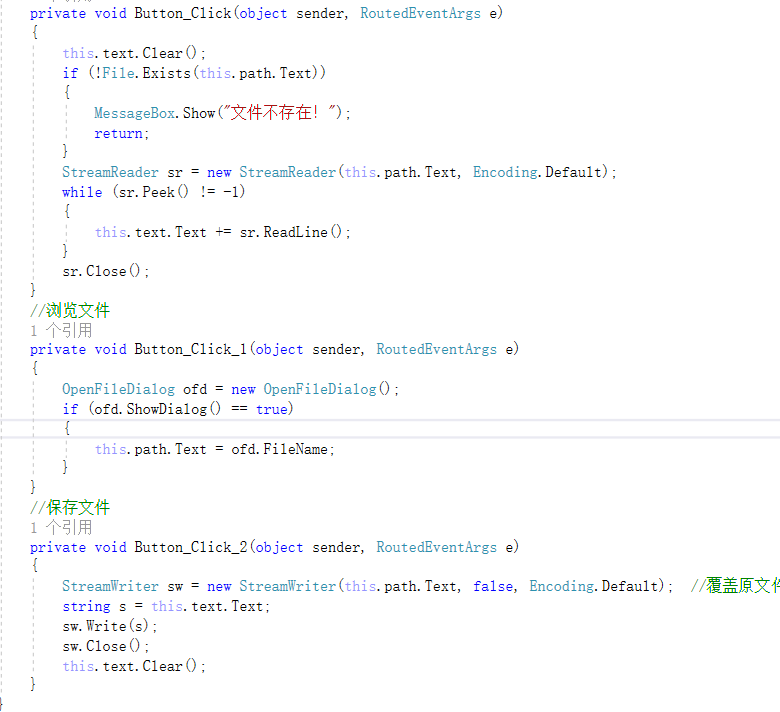 private void Button_Click(object sender, RoutedEventArgs e)
{
this.text.Clear();
if (!File.Exists(this.path.Text))
{
MessageBox.Show("文件不存在！");
return;
}
StreamReader sr = new StreamReader(this.path.Text, Encoding.Default);
while (sr.Peek() != -1)
{
this.text.Text += sr.ReadLine();
}
sr.Close();
}
//浏览文件
1 个引用
private void Button_Click_1(object sender, RoutedEventArgs e)
{
OpenFileDialog ofd = new OpenFileDialog();
if (ofd.ShowDialog() == true)
{
this.path.Text = ofd.FileName;
}
}
//保存文件
1 个引用
private void Button_Click_2(object sender, RoutedEventArgs e)
{
StreamWriter sw = new StreamWriter(this.path.Text, false, Encoding.Default); //覆盖原文件
string s = this.text.Text;
sw.Write(s);
sw.Close();
this.text.Clear();
}
}